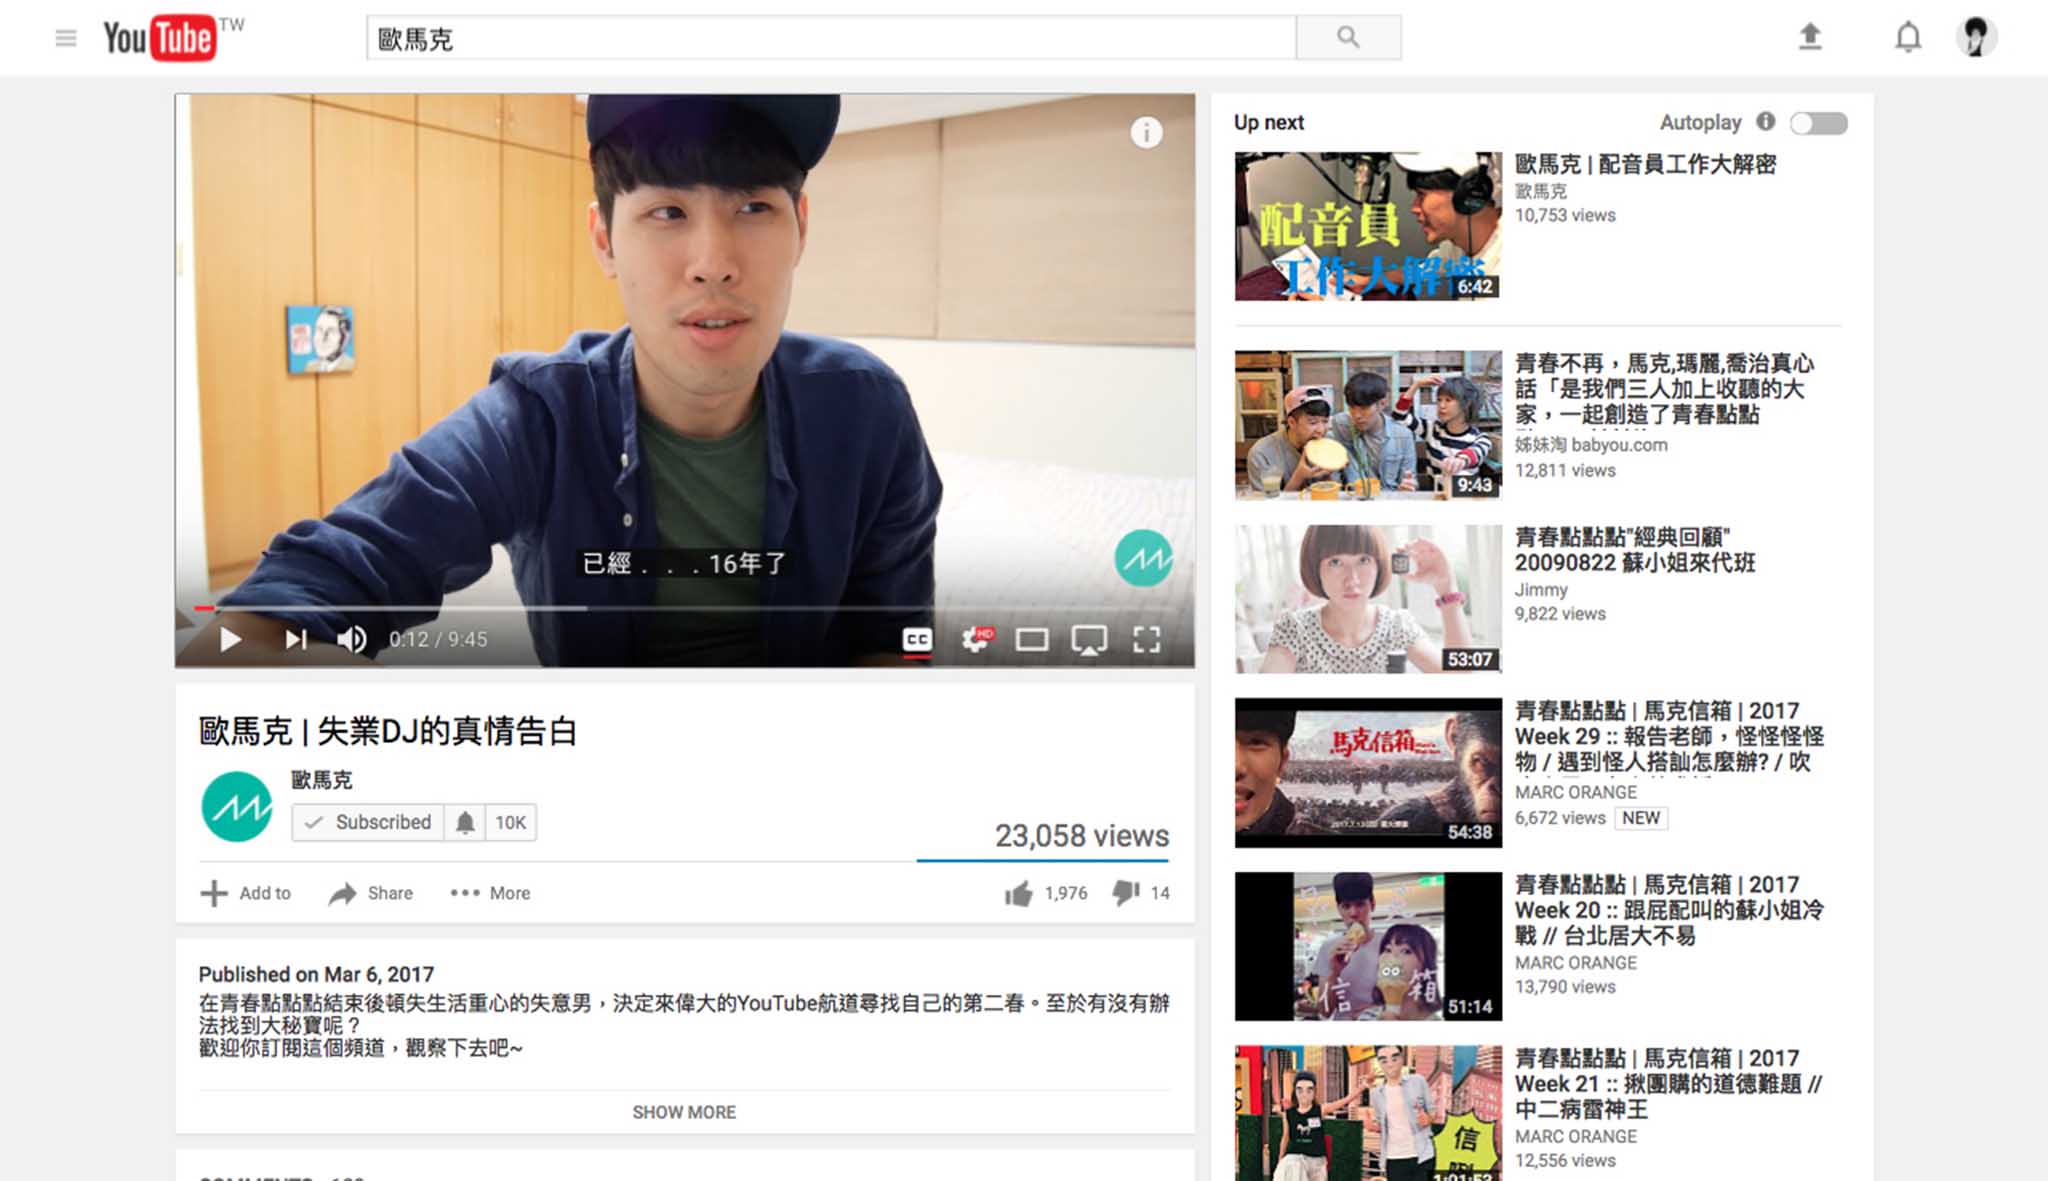 YouTube TW
歐馬克
已經．．．16年了
0:12 / 9:45
CC
HD
歐馬克 | 失業DJ的真情告白
歐馬克
Subscribed
10K
23,058 views
Add to
Share
More
1,976
14
Published on Mar 6, 2017
在青春點點點結束後頓失生活重心的失意男，決定來偉大的YouTube航道尋找自己的第二春。至於有沒有辦
法找到大秘寶呢？
歡迎你訂閱這個頻道，觀察下去吧~
SHOW MORE
Up next
Autoplay
配音員
工作大解密
6:42
歐馬克 | 配音員工作大解密
歐馬克
10,753 views
9:43
青春不再，馬克,瑪麗,喬治真心
話「是我們三人加上收聽的大
家，一起創造了青春點點
姊妹淘 babyou.com
12,811 views
53:07
青春點點點"經典回顧"
20090822 蘇小姐來代班
Jimmy
9,822 views
馬克信箱
54:38
青春點點點 | 馬克信箱 | 2017
Week 29 :: 報告老師，怪怪怪怪
物 / 遇到怪人搭訕怎麼辦? / 吹
MARC ORANGE
6,672 views
NEW
信箱
51:14
青春點點點 | 馬克信箱 | 2017
Week 20 :: 跟屁配叫的蘇小姐冷
戰 // 台北居大不易
MARC ORANGE
13,790 views
信
1:01:52
青春點點點 | 馬克信箱 | 2017
Week 21 :: 揪團購的道德難題 //
中二病雷神王
MARC ORANGE
12,556 views